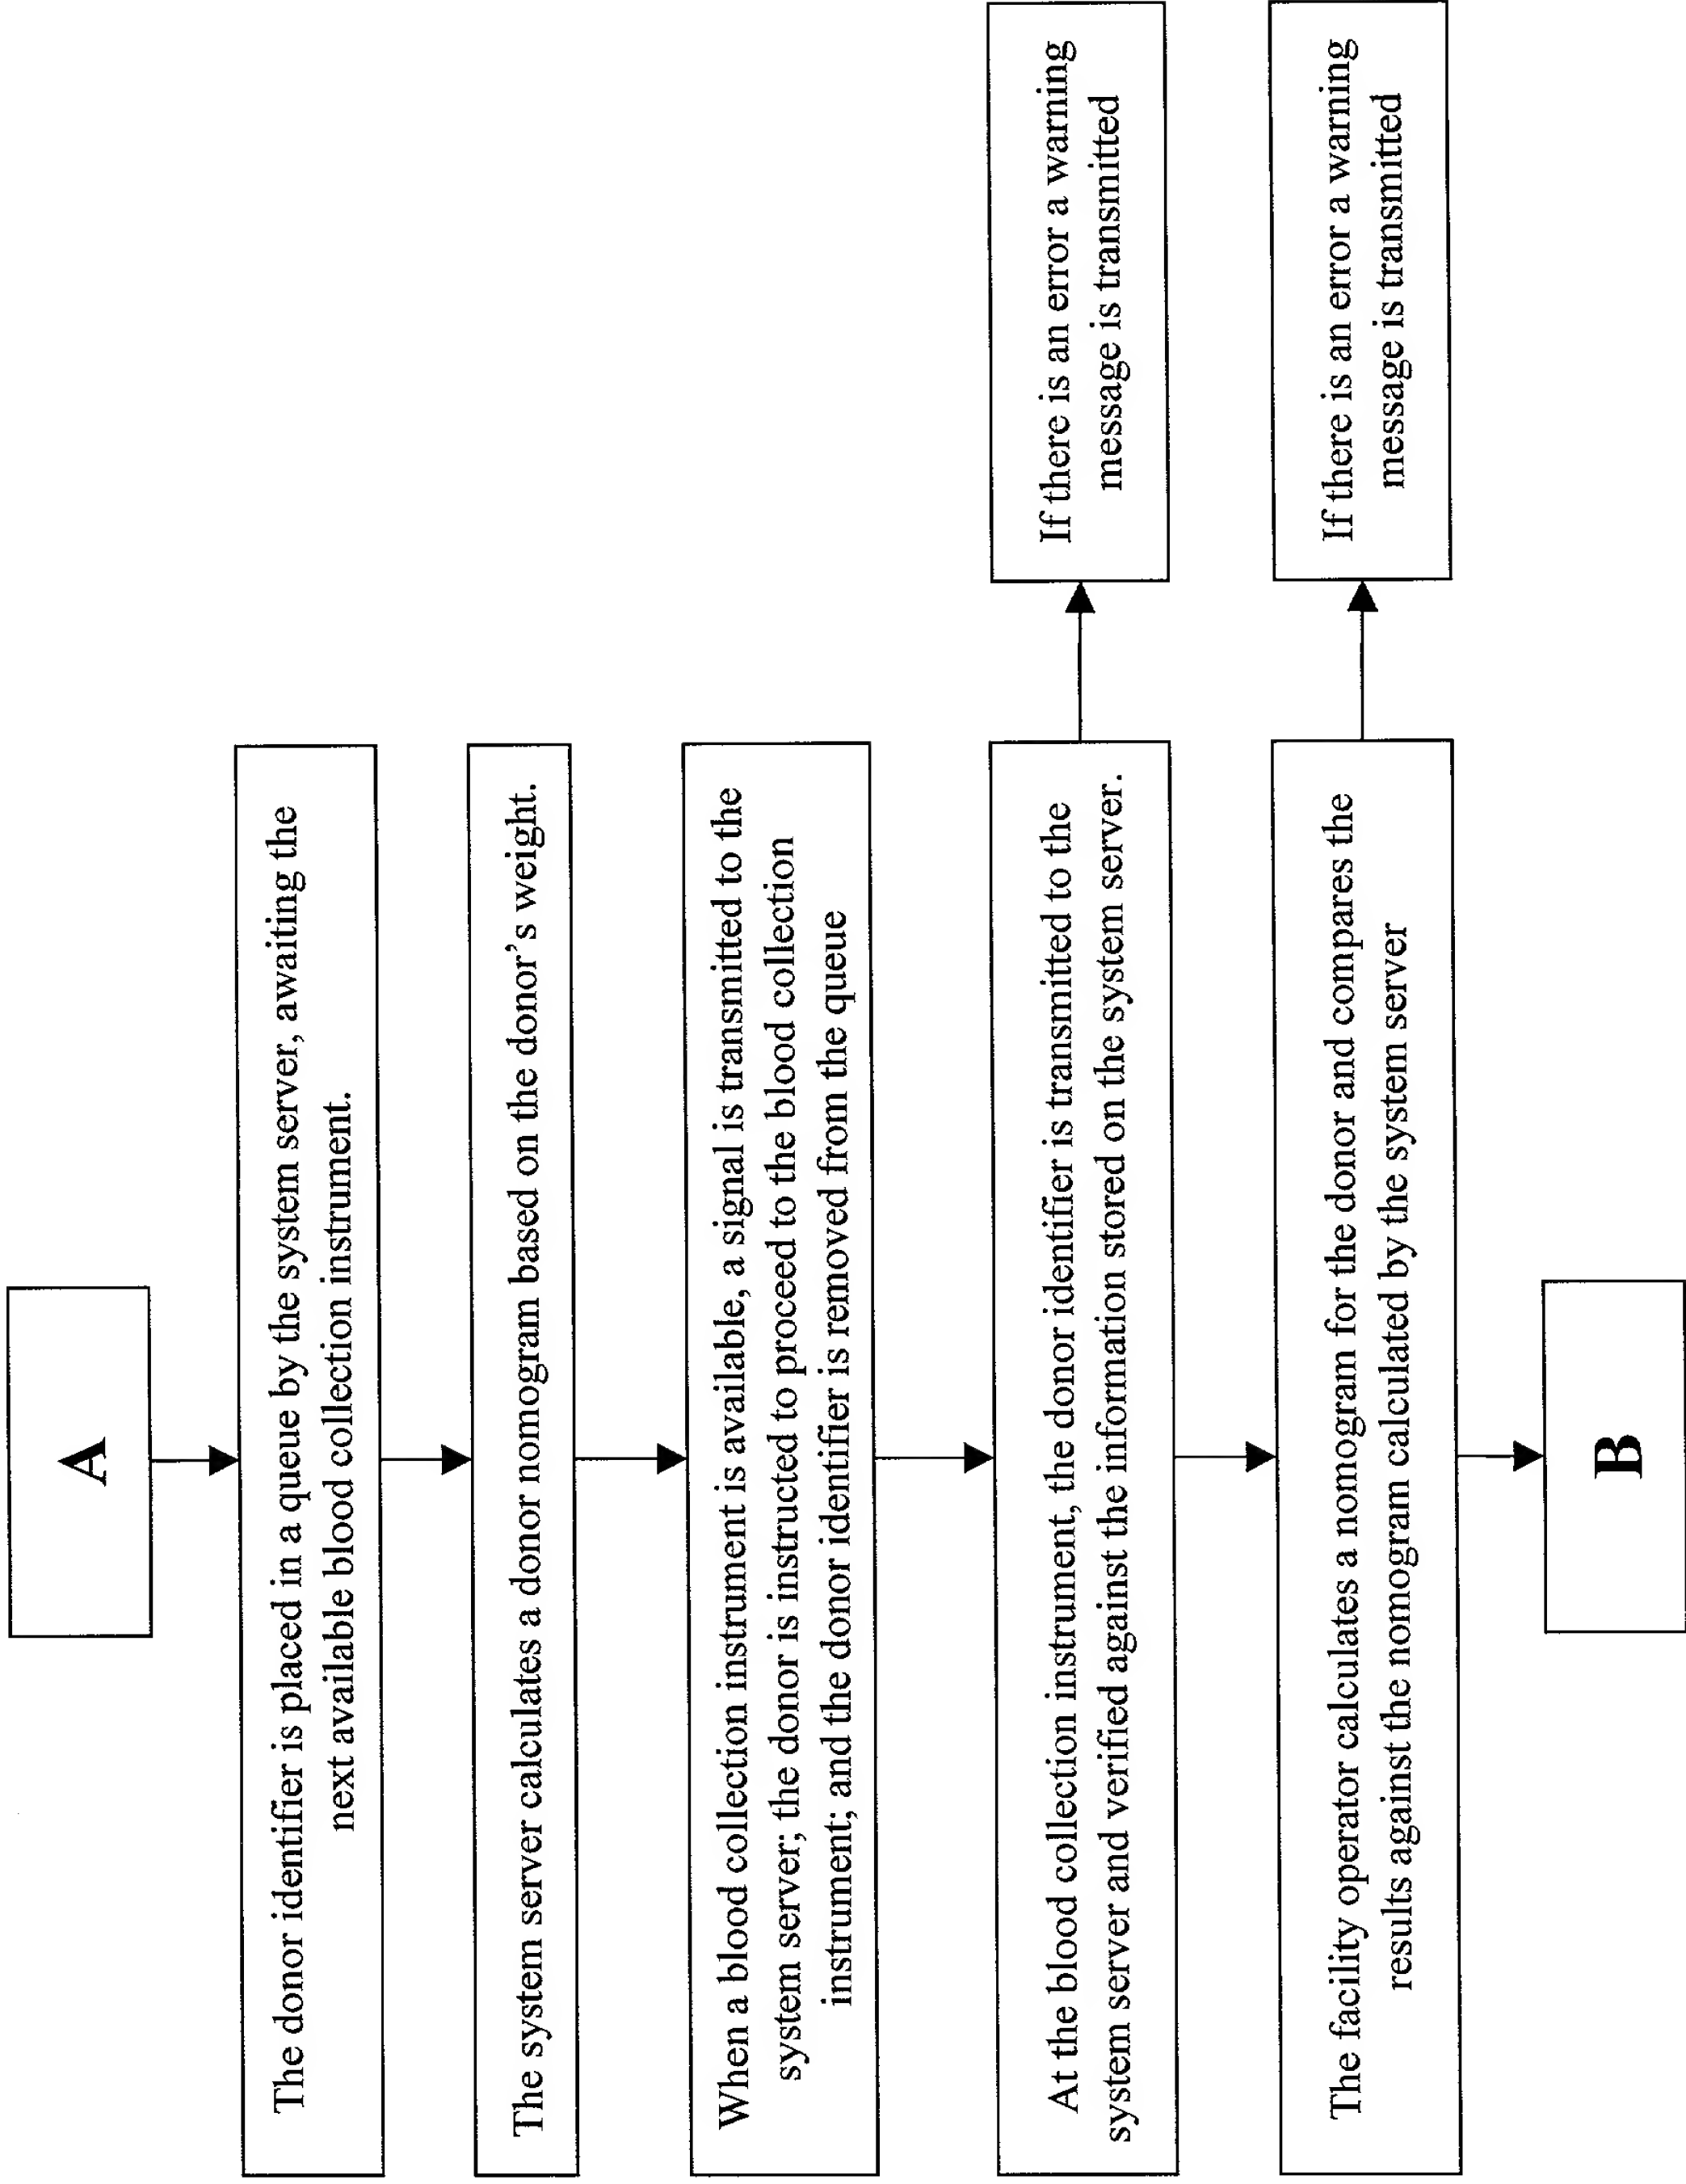 A
The donor identifier is placed in a queue by the system server, awaiting the
next available blood collection instrument.
The system server calculates a donor nomogram based on the donor's weight.
When a blood collection instrument is available, a signal is transmitted to the
system server; the donor is instructed to proceed to the blood collection
instrument; and the donor identifier is removed from the queue
At the blood collection instrument, the donor identifier is transmitted to the
system server and verified against the information stored on the system server.
If there is an error a warning
message is transmitted
The facility operator calculates a nomogram for the donor and compares the
results against the nomogram calculated by the system server
If there is an error a warning
message is transmitted
B